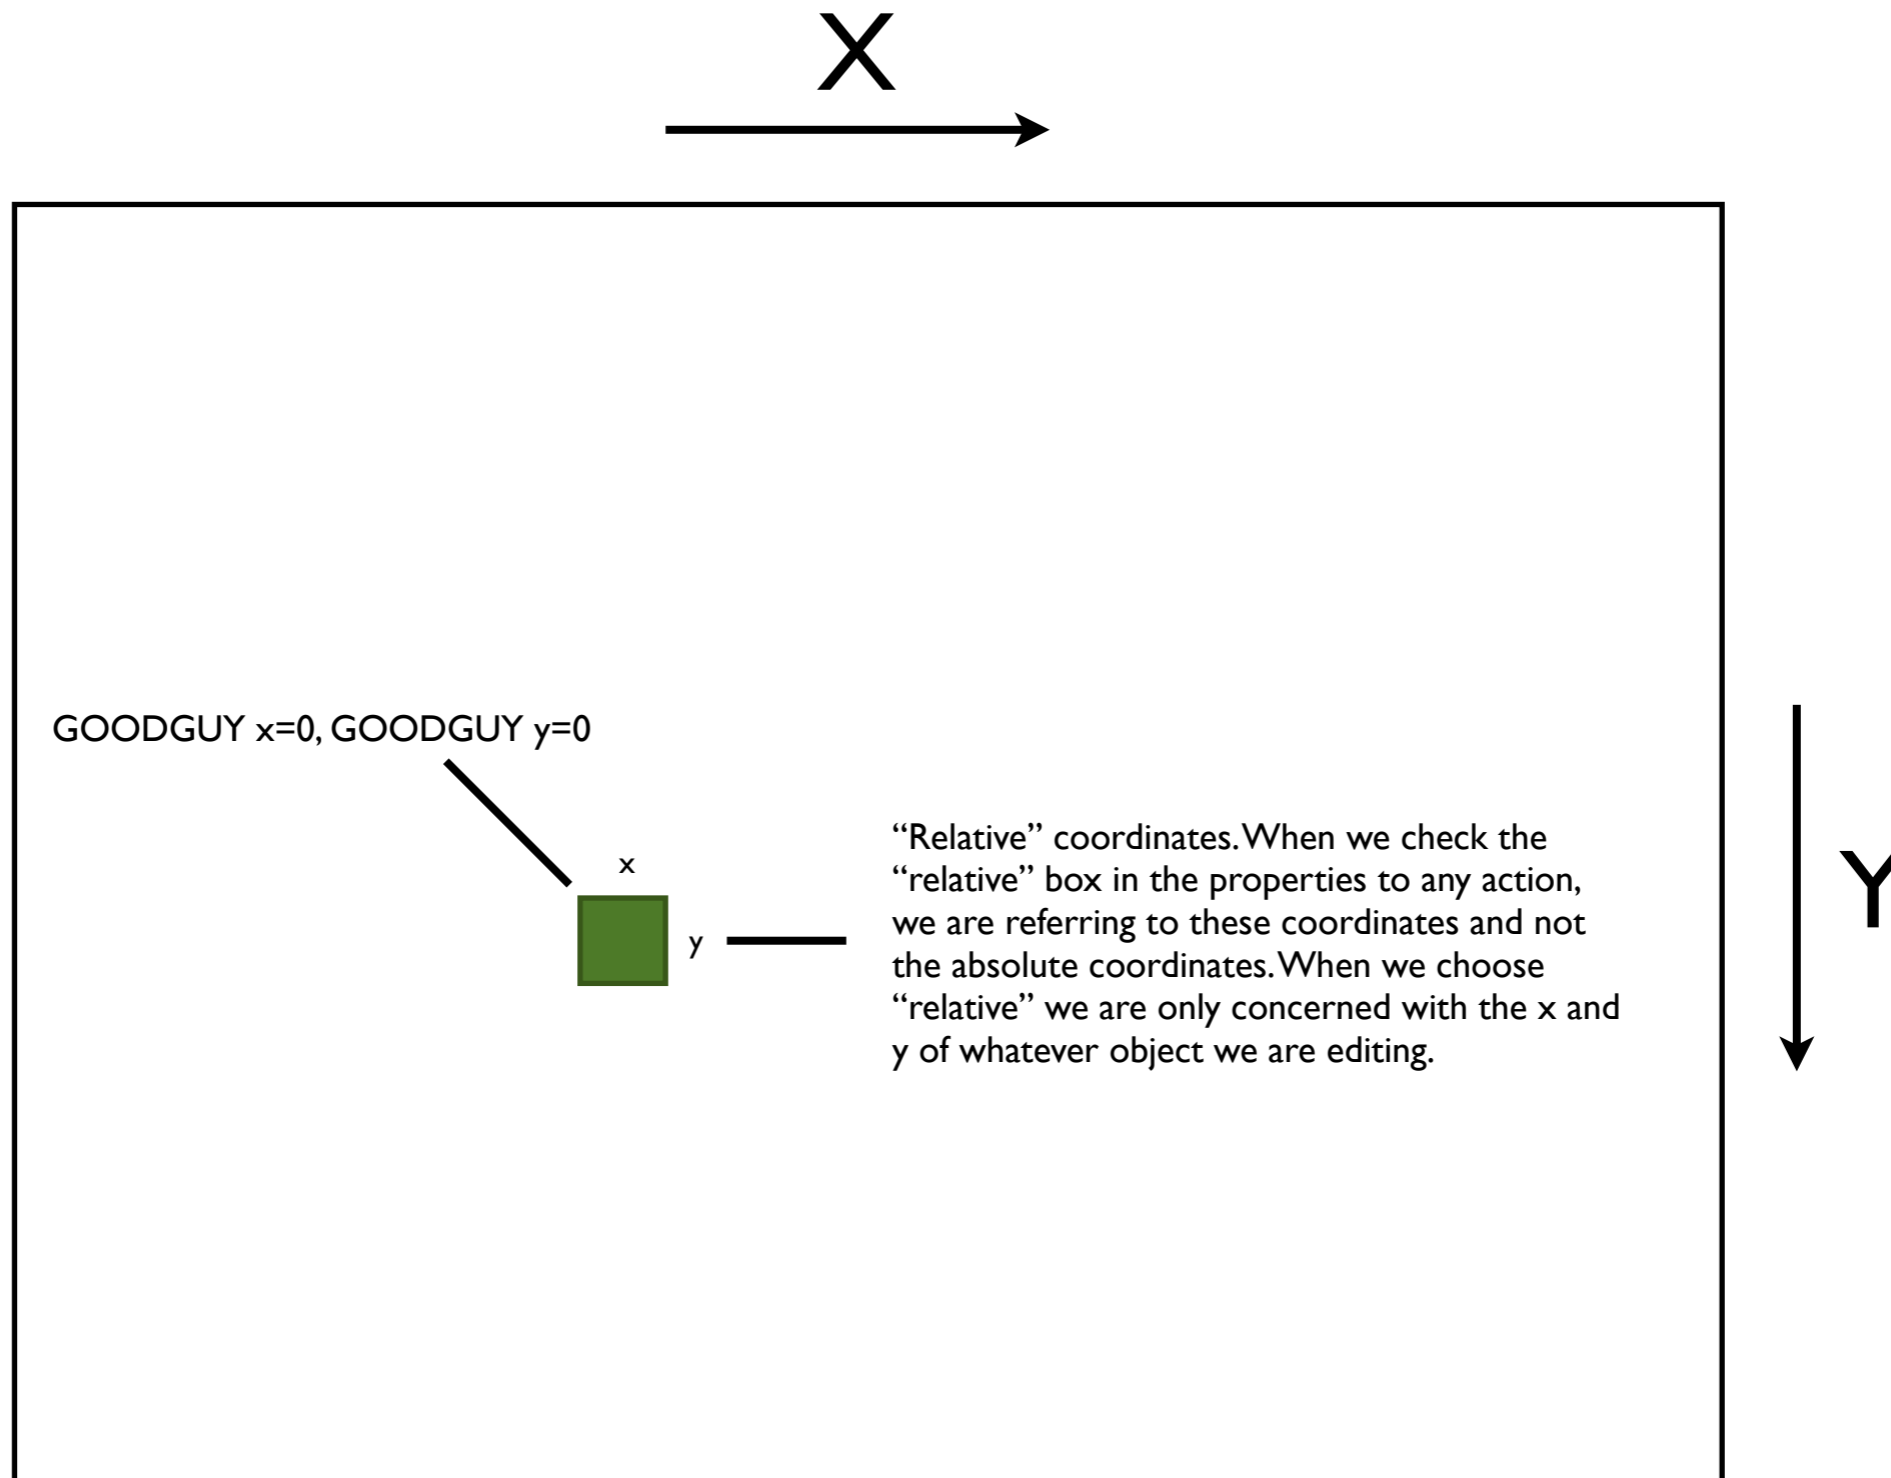 X
GOODGUY x=0, GOODGUY y=0
x
y
“Relative” coordinates. When we check the
“relative” box in the properties to any action,
we are referring to these coordinates and not
the absolute coordinates. When we choose
“relative” we are only concerned with the x and
y of whatever object we are editing.
Y